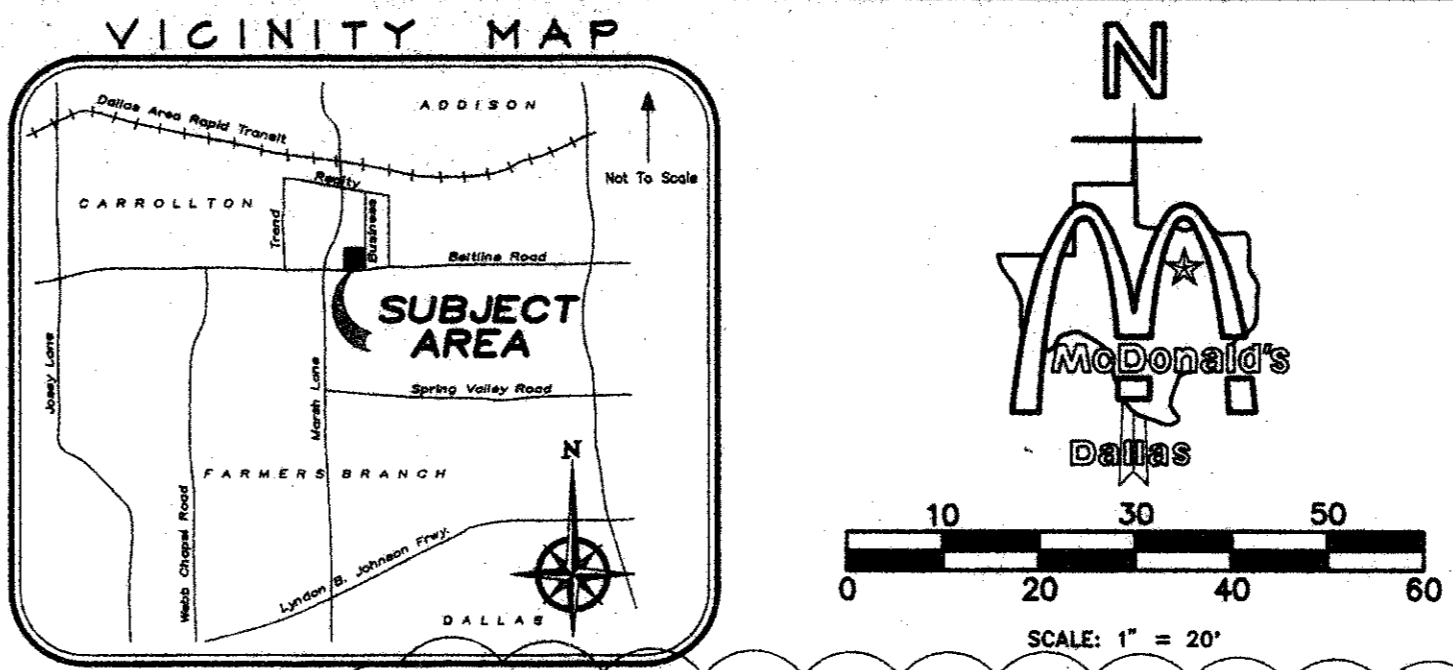 VICINITY MAP
Dallas Area Rapid Transit
ADDISON
Not To Scale
Realty
CARROLLTON
Trend
Business
Beltline Road
SUBJECT
AREA
Josey Lane
Marsh Lane
Spring Valley Road
FARMERS BRANCH
N
Webb Chapel Road
Lyndon B. Johnson Frwy.
DALLAS
N
McDonald's
Dallas
10 30 50
0 20 40 60
SCALE: 1" = 20'